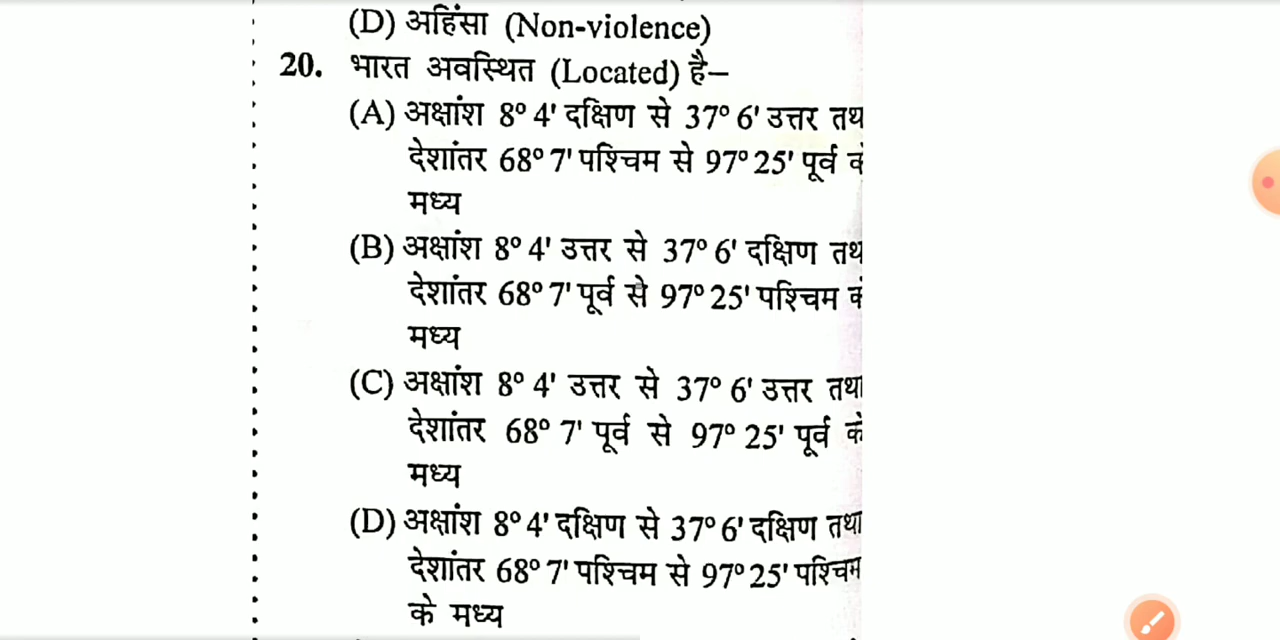 (D) अहिंसा (Non-violence)
20. भारत अवस्थित (Located) है–
(A) अक्षांश 8° 4' दक्षिण से 37° 6' उत्तर
देशांतर 68° 7' पश्चिम से 97° 25' पूर्व
मध्य
(B) अक्षांश 8° 4' उत्तर से 37° 6' दक्षिण
देशांतर 68° 7' पूर्व से 97° 25' पश्चिम
मध्य
(C) अक्षांश 8° 4' उत्तर से 37° 6' उत्तर तथा
देशांतर 68° 7' पूर्व से 97° 25' पूर्व के
मध्य
(D) अक्षांश 8° 4' दक्षिण से 37° 6' दक्षिण तथा
देशांतर 68° 7' पश्चिम से 97° 25' पश्चिम
के मध्य